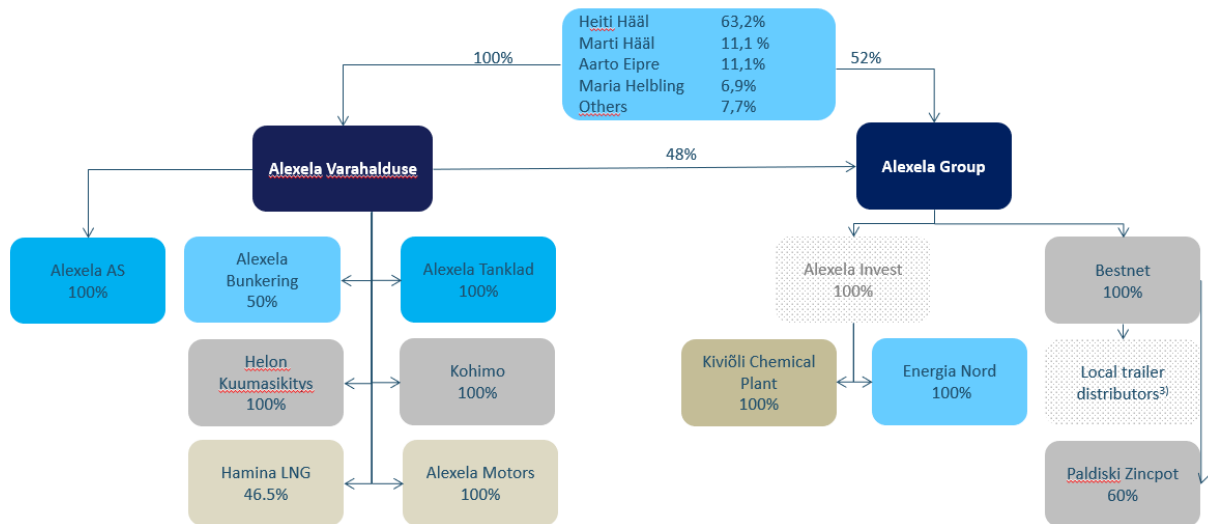 Heiti Hääl 63,2%
Marti Hääl 11,1 %
Aarto Eipre 11,1%
Maria Helbling 6,9%
Others 7,7%
100%
52%
Alexela Varahalduse
48%
Alexela Group
Alexela AS
100%
Alexela
Bunkering
50%
Alexela Tanklad
100%
Alexela Invest
100%
Bestnet
100%
Helon
Kuumasikitys
100%
Kohimo
100%
Kiviõli Chemical
Plant
100%
Energia Nord
100%
Local trailer
distributors3)
Hamina LNG
46.5%
Alexela Motors
100%
Paldiski Zincpot
60%